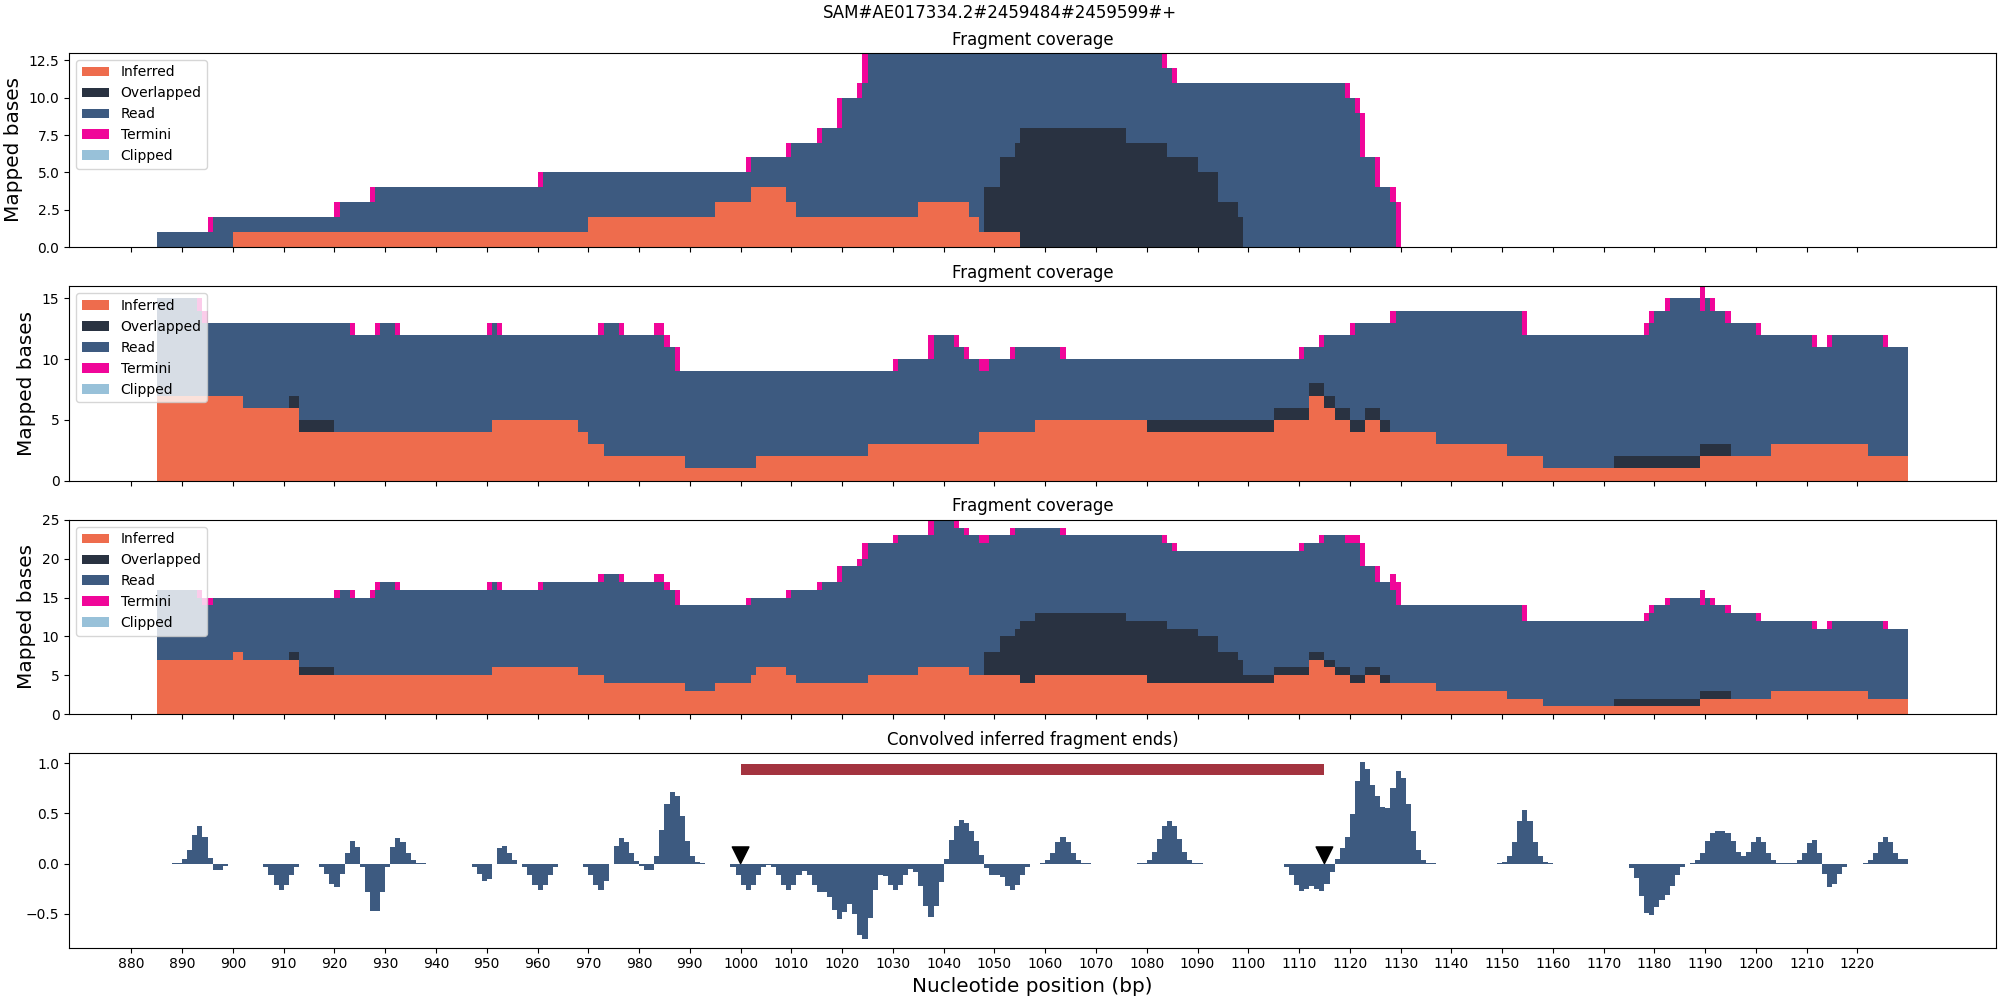 SAM#AE017334.2#2459484#2459599#+
Fragment coverage
12.5
10.0
7.5
5.0
2.5
0.0
Mapped bases
Inferred
Overlapped
Read
Termini
Clipped
Fragment coverage
15
10
5
0
Mapped bases
Inferred
Overlapped
Read
Termini
Clipped
Fragment coverage
25
20
15
10
5
0
Mapped bases
Inferred
Overlapped
Read
Termini
Clipped
Convolved inferred fragment ends)
1.0
0.5
0.0
−0.5
880 890 900 910 920 930 940 950 960 970 980 990 1000 1010 1020 1030 1040 1050 1060 1070 1080 1090 1100 1110 1120 1130 1140 1150 1160 1170 1180 1190 1200 1210 1220
Nucleotide position (bp)